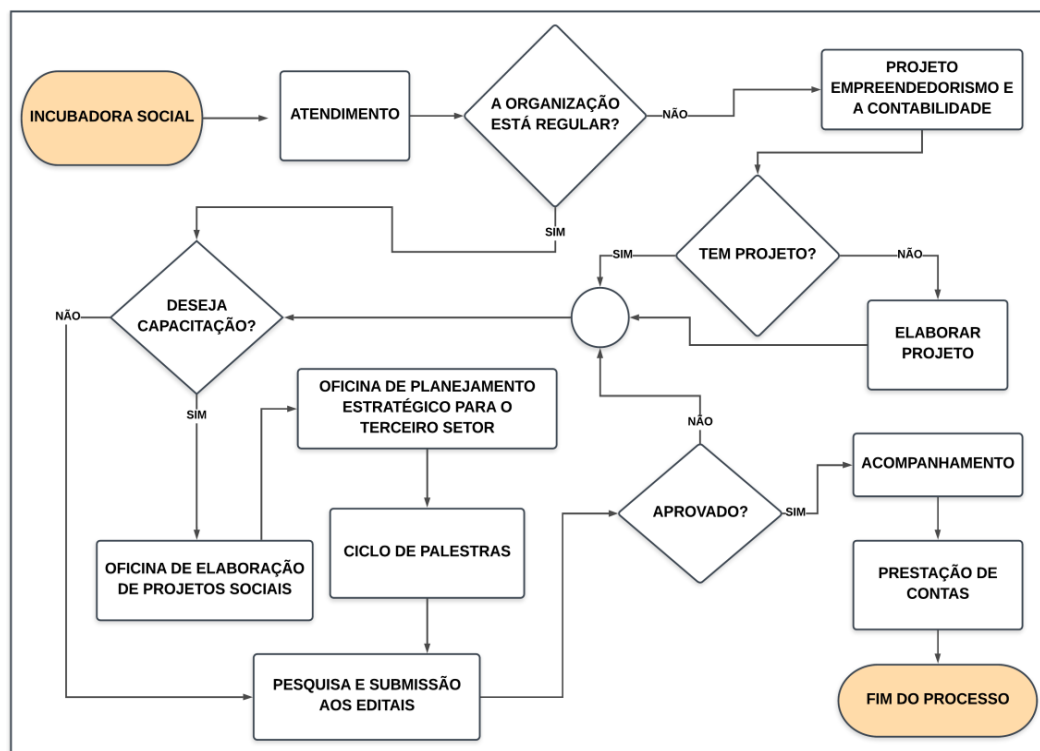 INCUBADORA SOCIAL
ATENDIMENTO
A ORGANIZAÇÃO
ESTÁ REGULAR?
NÃO
PROJETO
EMPREENDEDORISMO E
A CONTABILIDADE
SIM
TEM PROJETO?
SIM
NÃO
ELABORAR
PROJETO
DESEJA
CAPACITAÇÃO?
NÃO
SIM
OFICINA DE PLANEJAMENTO
ESTRATÉGICO PARA O
TERCEIRO SETOR
OFICINA DE ELABORAÇÃO
DE PROJETOS SOCIAIS
CICLO DE PALESTRAS
PESQUISA E SUBMISSÃO
AOS EDITAIS
NÃO
APROVADO?
SIM
ACOMPANHAMENTO
PRESTAÇÃO DE
CONTAS
FIM DO PROCESSO